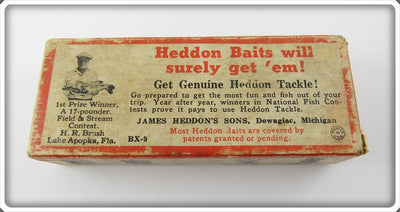 Heddon Baits will
surely get 'em!
Get Genuine Heddon Tackle!
Go prepared to get the most fun and fish out of your
trip. Year after year, winners in National Fish Con-
tests prove it pays to use Heddon Tackle.
JAMES HEDDON'S SONS, Dowagiac, Michigan
Most Heddon Baits are covered by
patents granted or pending.
1st Prize Winner.
A 17-pounder.
Field & Stream
Contest.
H. R. Brush
Lake Apopka, Fla.
BX-9